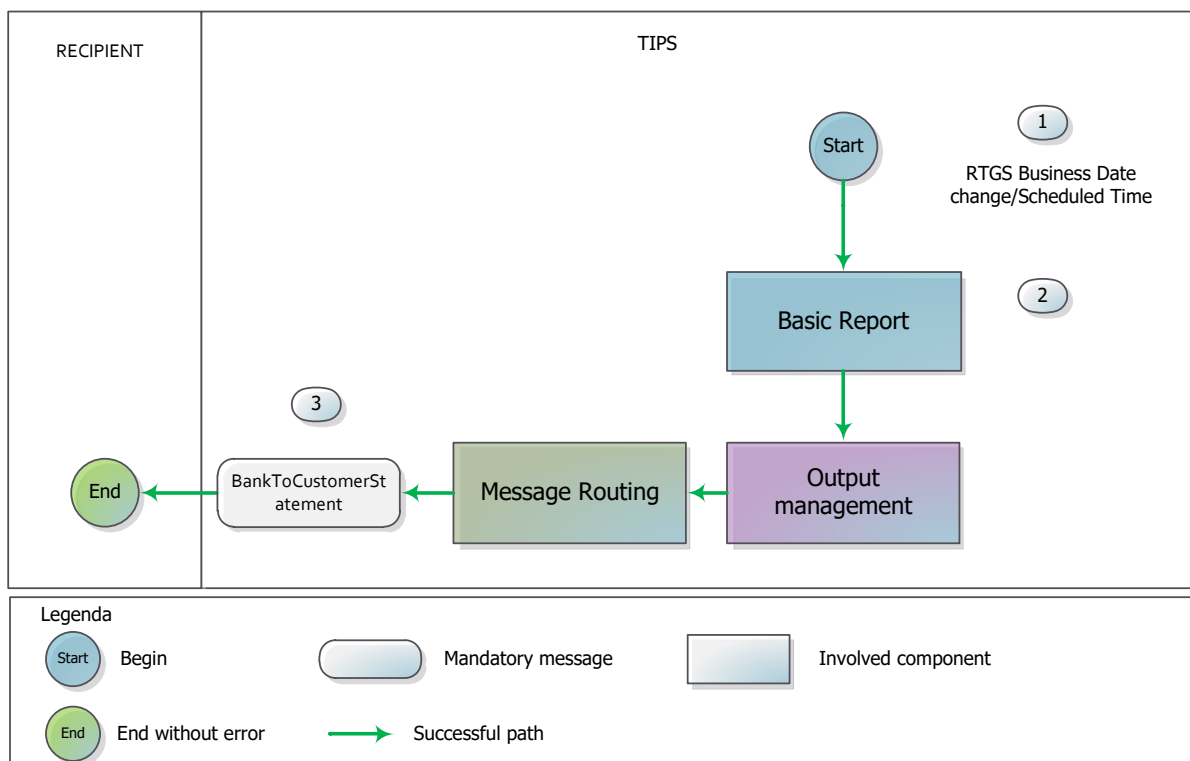 RECIPIENT
TIPS
Start
1
RTGS Business Date
change/Scheduled Time
Basic Report
2
3
End
BankToCustomerSt
atement
Message Routing
Output
management
Legenda
Start
Begin
Mandatory message
Involved component
End
End without error
Successful path